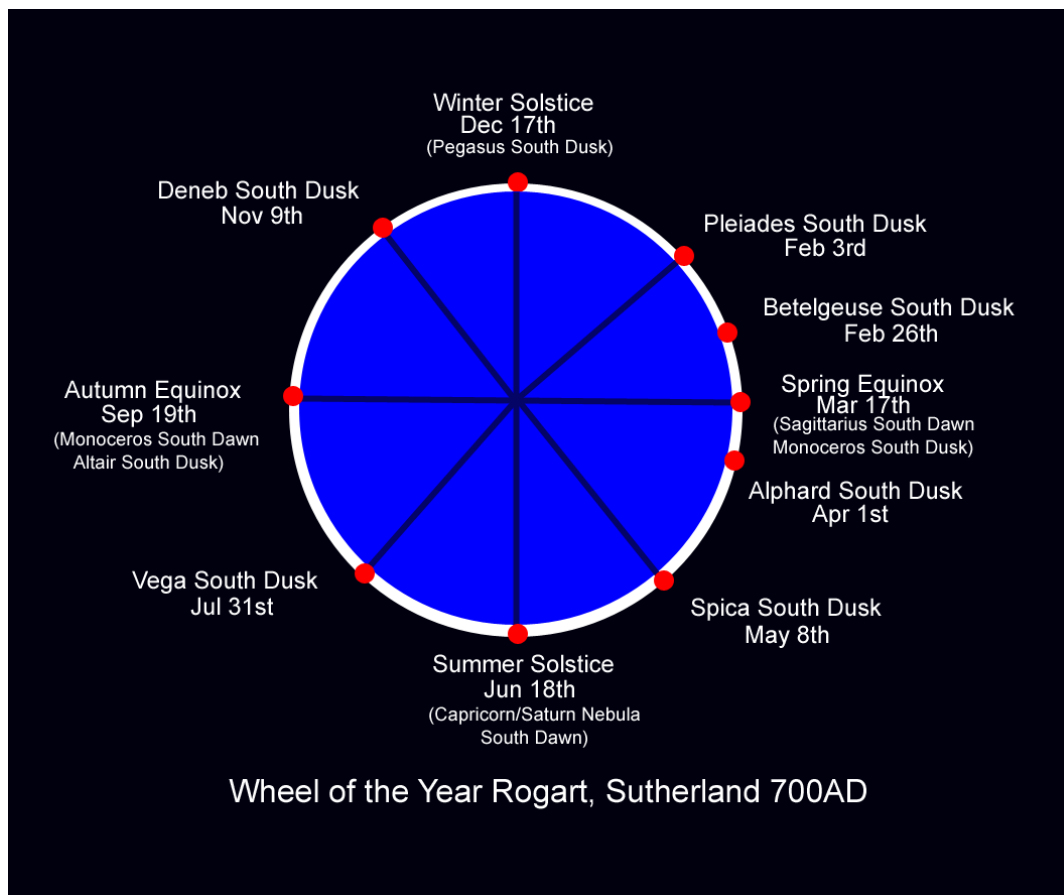 Winter Solstice
Dec 17th
(Pegasus South Dusk)
Deneb South Dusk
Nov 9th
Pleiades South Dusk
Feb 3rd
Betelgeuse South Dusk
Feb 26th
Autumn Equinox
Sep 19th
(Monoceros South Dawn
Altair South Dusk)
Spring Equinox
Mar 17th
(Sagittarius South Dawn
Monoceros South Dusk)
Alphard South Dusk
Apr 1st
Vega South Dusk
Jul 31st
Spica South Dusk
May 8th
Summer Solstice
Jun 18th
(Capricorn/Saturn Nebula
South Dawn)
Wheel of the Year Rogart, Sutherland 700AD